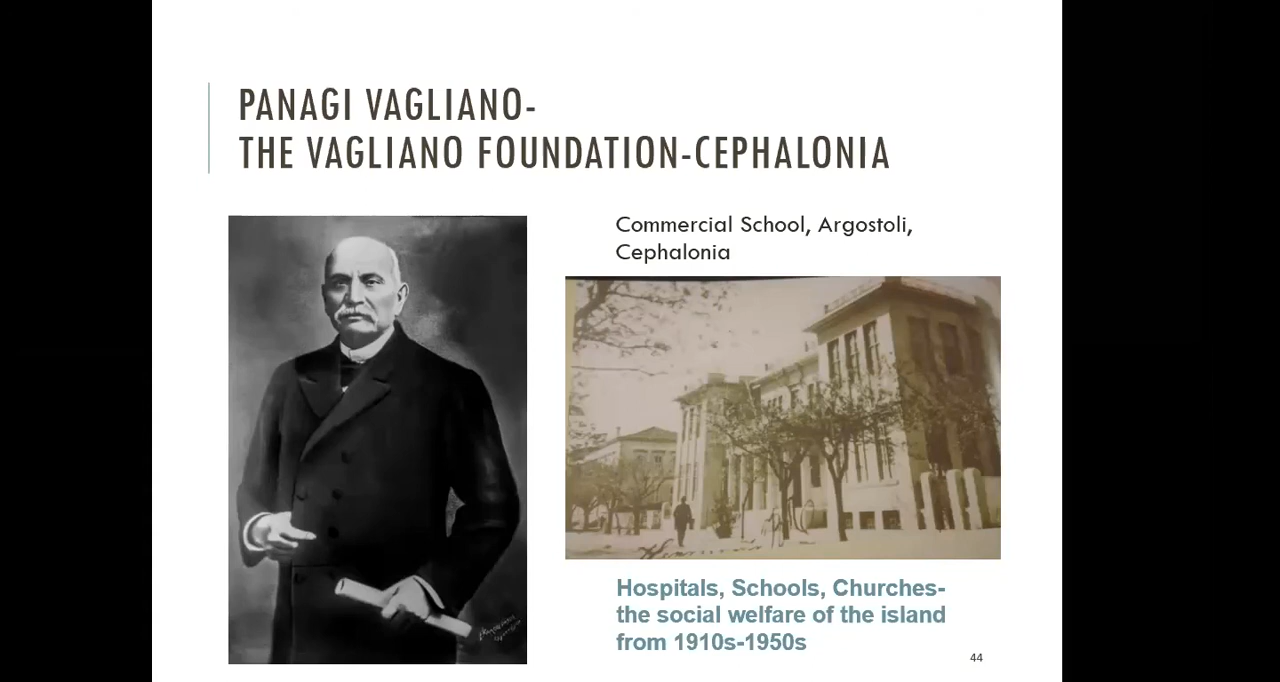 PANAGI VAGLIANO-
THE VAGLIANO FOUNDATION-CEPHALONIA
Commercial School, Argostoli,
Cephalonia
Hospitals, Schools, Churches-
the social welfare of the island
from 1910s-1950s
44